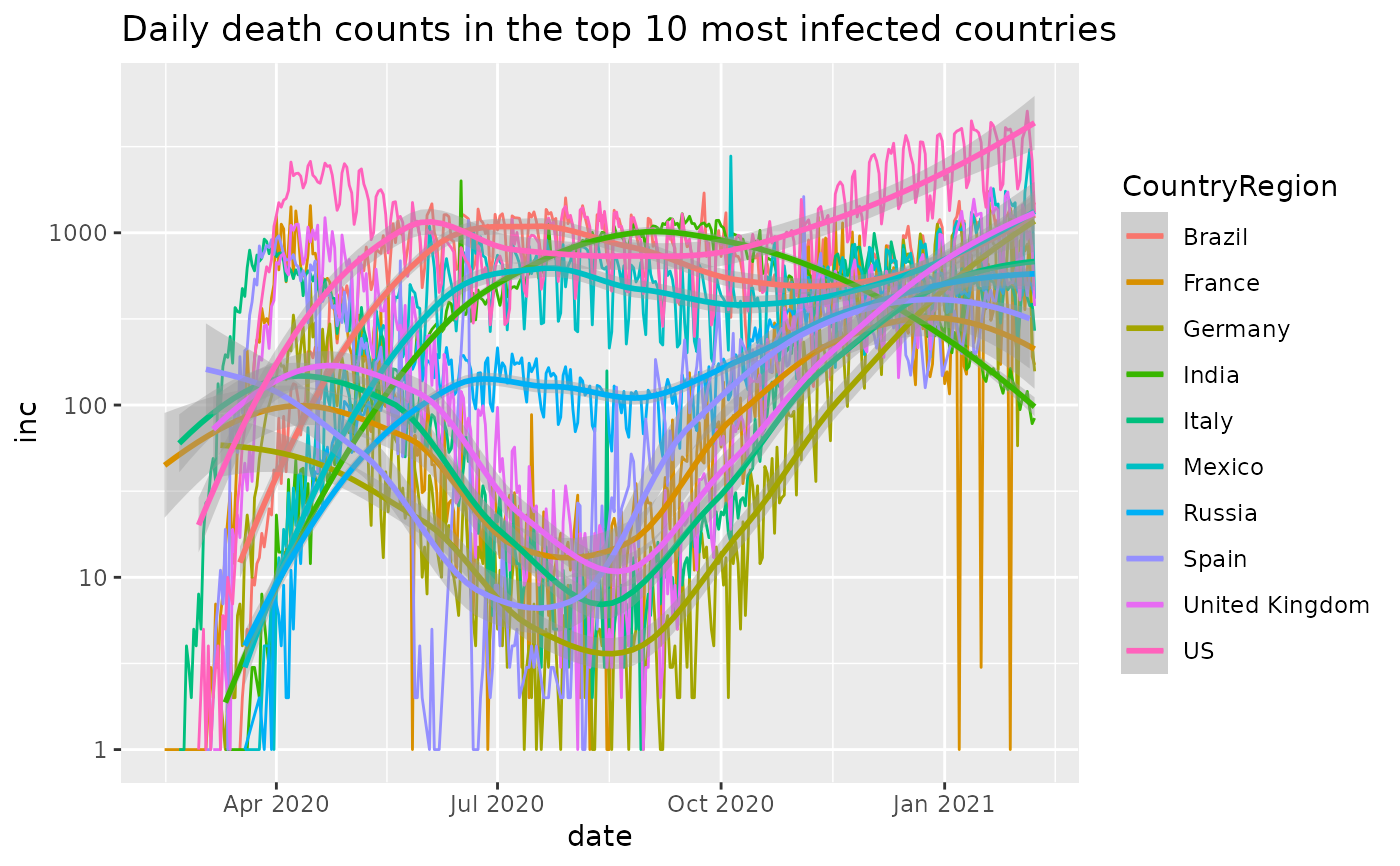 Daily death counts in the top 10 most infected countries
inc
1000
100
10
1
Apr 2020
Jul 2020
Oct 2020
Jan 2021
date
CountryRegion
Brazil
France
Germany
India
Italy
Mexico
Russia
Spain
United Kingdom
US